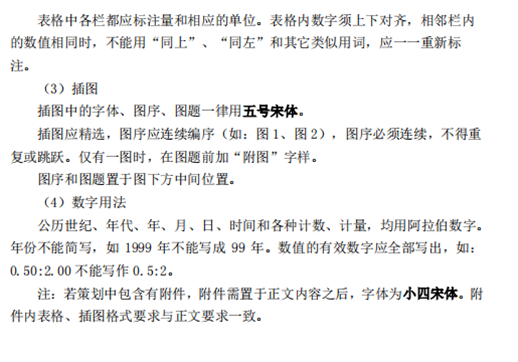 表格中各栏都应标注量和相应的单位。表格内数字须上下对齐，相邻栏内
的数值相同时，不能用“同上”、“同左”和其它类似用词，应一一重新标
注。
（3）插图
插图中的字体、图序、图题一律用五号宋体。
插图应精选，图序应连续编序（如：图1、图2），图序必须连续，不得重
复或跳跃。仅有一图时，在图题前加“附图”字样。
图序和图题置于图下方中间位置。
（4）数字用法
公历世纪、年代、年、月、日、时间和各种计数、计量，均用阿拉伯数字。
年份不能简写，如 1999 年不能写成 99 年。数值的有效数字应全部写出，如：
0.50:2.00 不能写作 0.5:2。
注：若策划中包含有附件，附件需置于正文内容之后，字体为小四宋体。附
件内表格、插图格式要求与正文要求一致。